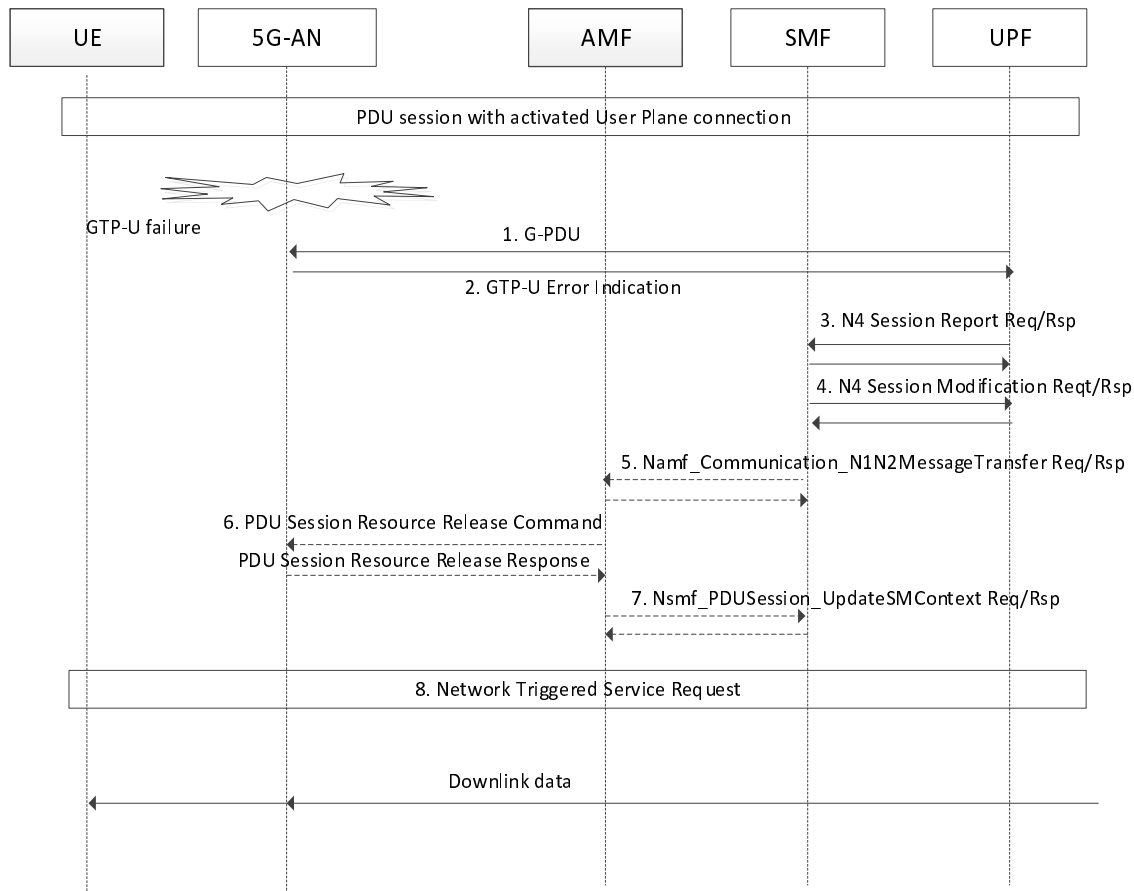 UE
5G-AN
AMF
SMF
UPF
PDU session with activated User Plane connection
GTP-U failure
1. G-PDU
2. GTP-U Error Indication
3. N4 Session Report Req/Rsp
4. N4 Session Modification Reqt/Rsp
5. Namf_Communication_N1N2MessageTransfer Req/Rsp
6. PDU Session Resource Release Command
PDU Session Resource Release Response
7. Nsmf_PDUSession_UpdateSMContext Req/Rsp
8. Network Triggered Service Request
Downlink data